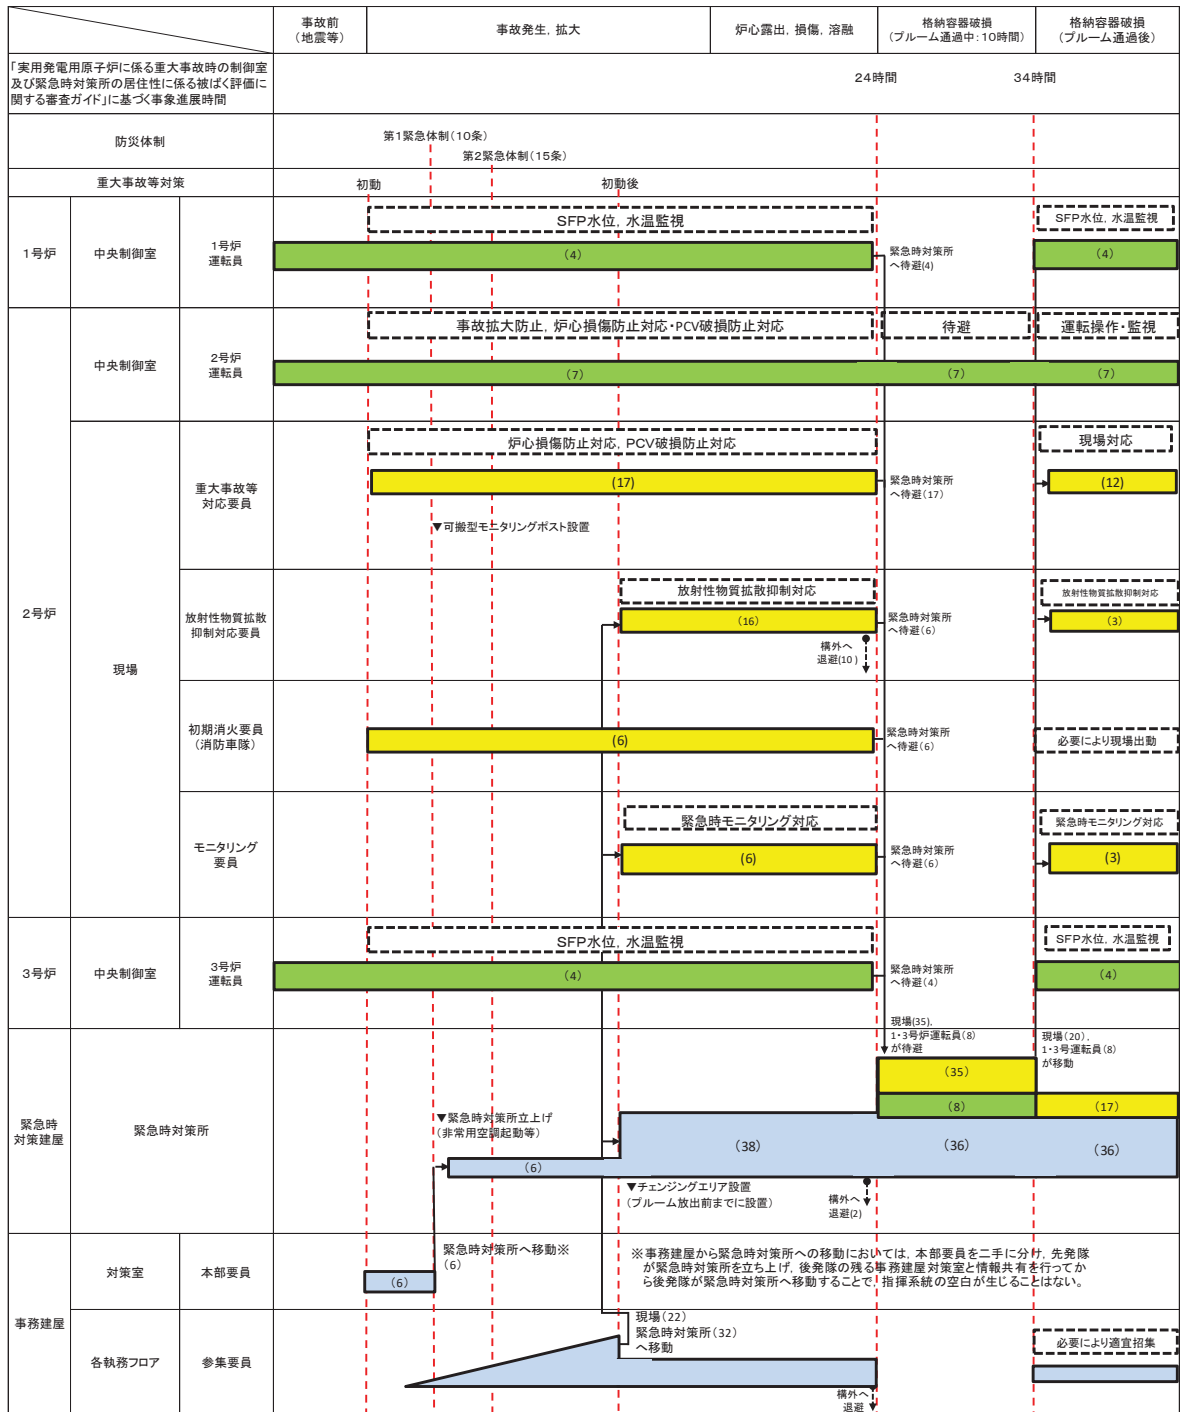 事故前
(地震等)
事故発生, 拡大
炉心露出, 損傷, 溶融
格納容器破損
(プルーム通過中：10時間)
格納容器破損
(プルーム通過後)
「実用発電用原子炉に係る重大事故時の制御室
及び緊急時対策所の居住性に係る被ばく評価に
関する審査ガイド」に基づく事象進展時間
24時間
34時間
防災体制
第1緊急体制(10条)
第2緊急体制(15条)
重大事故等対策
初動
初動後
1号炉
中央制御室
1号炉
運転員
SFP水位, 水温監視
(4)
緊急時対策所
へ待避(4)
SFP水位, 水温監視
(4)
2号炉
中央制御室
2号炉
運転員
事故拡大防止, 炉心損傷防止対応・PCV破損防止対応
待避
運転操作・監視
(7)
(7)
(7)
現場
重大事故等
対応要員
炉心損傷防止対応, PCV破損防止対応
(17)
緊急時対策所
へ待避(17)
現場対応
(12)
▼可搬型モニタリングポスト設置
放射性物質拡散
抑制対応要員
放射性物質拡散抑制対応
(16)
構外へ
退避(10)
緊急時対策所
へ待避(6)
放射性物質拡散抑制対応
(3)
初期消火要員
(消防車隊)
(6)
緊急時対策所
へ待避(6)
必要により現場出動
モニタリング
要員
緊急時モニタリング対応
(6)
緊急時対策所
へ待避(6)
緊急時モニタリング対応
(3)
3号炉
中央制御室
3号炉
運転員
SFP水位, 水温監視
(4)
緊急時対策所
へ待避(4)
SFP水位, 水温監視
(4)
緊急時
対策建屋
緊急時対策所
現場(35),
1・3号炉運転員(8)
が待避
現場(20),
1・3号運転員(8)
が移動
(35)
(8)
(17)
▼緊急時対策所立上げ
(非常用空調起動等)
(6)
(38)
(36)
(36)
▼チェンジングエリア設置
(プルーム放出前までに設置)
構外へ
退避(2)
事務建屋
対策室
本部要員
(6)
緊急時対策所へ移動※
(6)
※事務建屋から緊急時対策所への移動においては, 本部要員を二手に分け, 先発隊
が緊急時対策所を立ち上げ, 後発隊の残る事務建屋対策室と情報共有を行ってか
ら後発隊が緊急時対策所へ移動することで, 指揮系統の空白が生じることはない。
各執務フロア
参集要員
現場(22)
緊急時対策所(32)
へ移動
構外へ
退避
必要により適宜招集